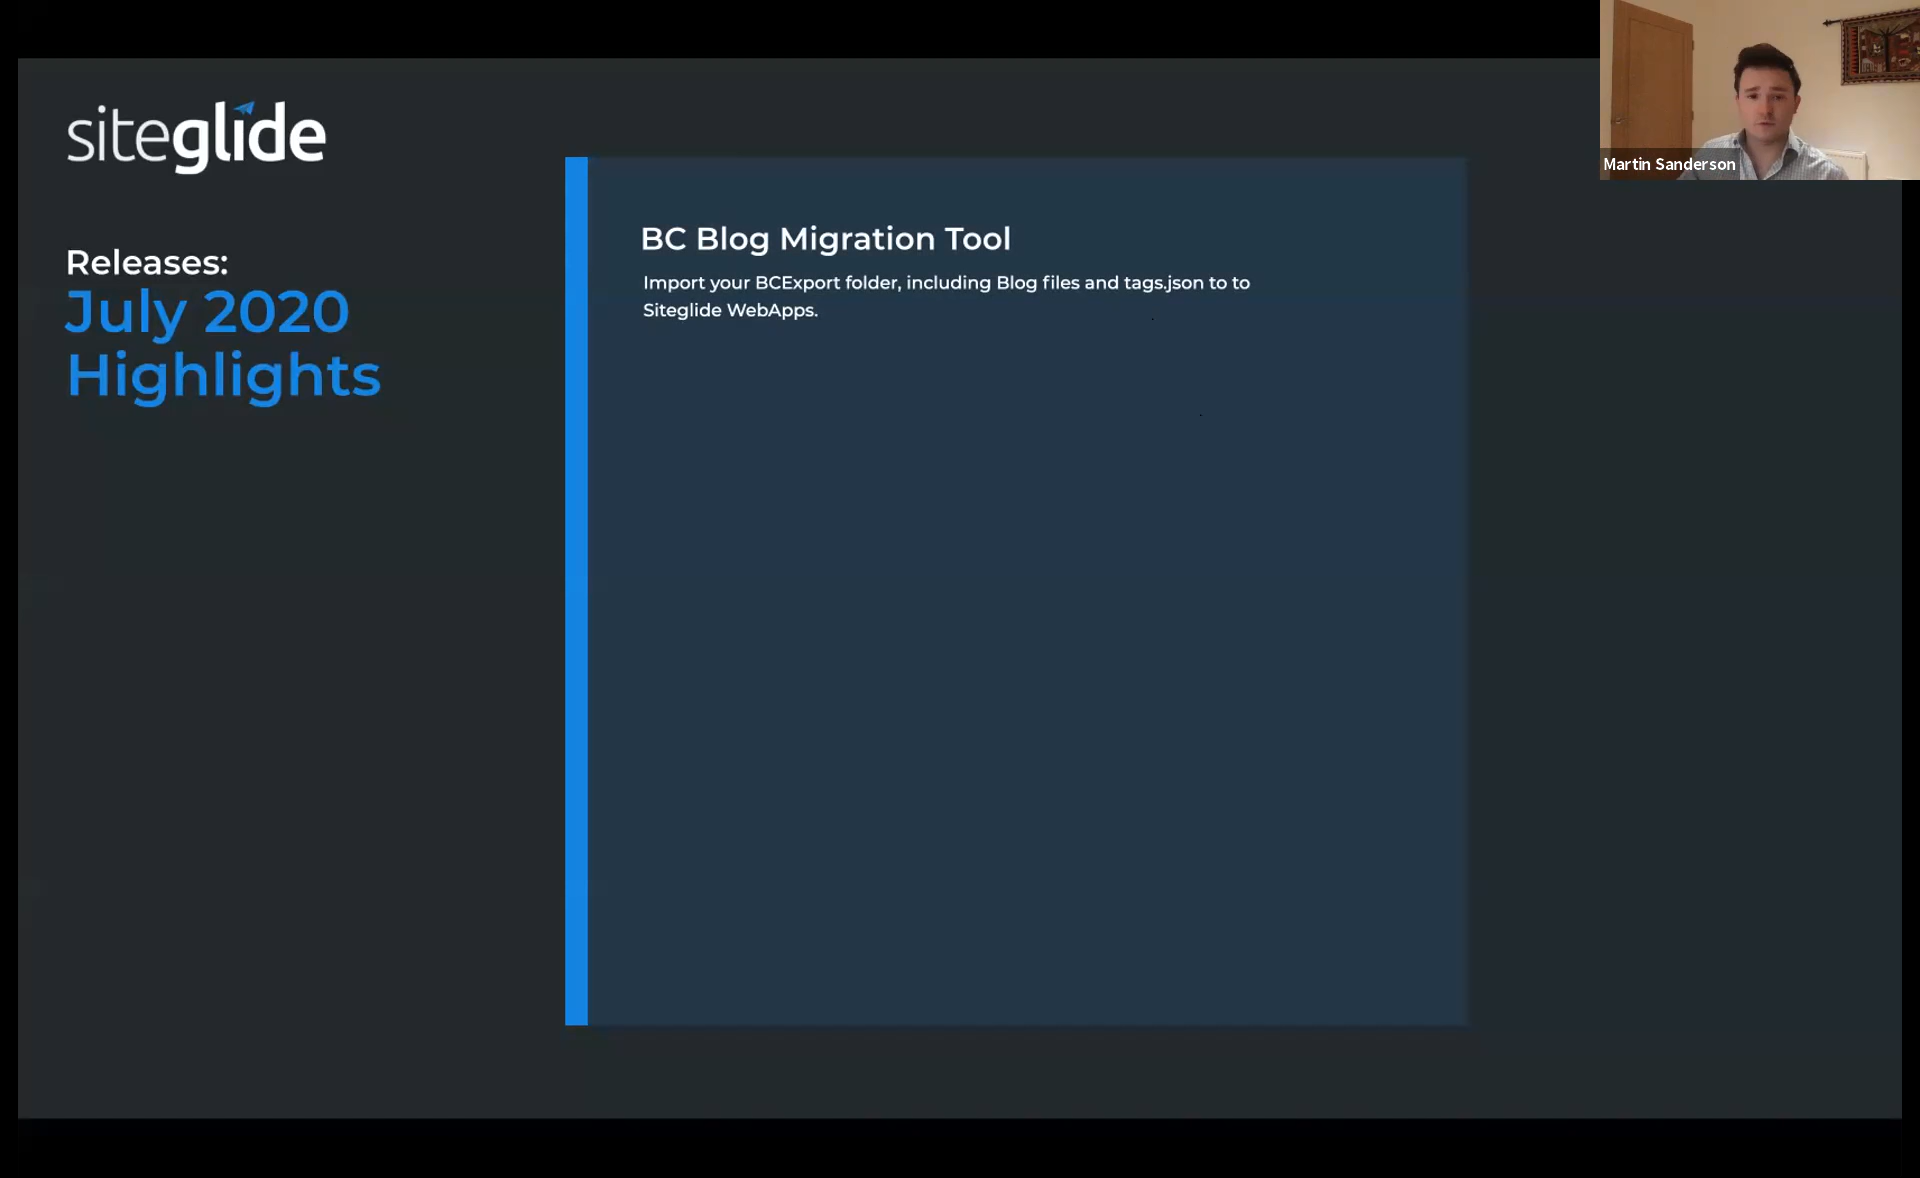 siteglide
Releases:
July 2020
Highlights
BC Blog Migration Tool
Import your BCExport folder, including Blog files and tags.json to to
Siteglide WebApps.
Martin Sanderson